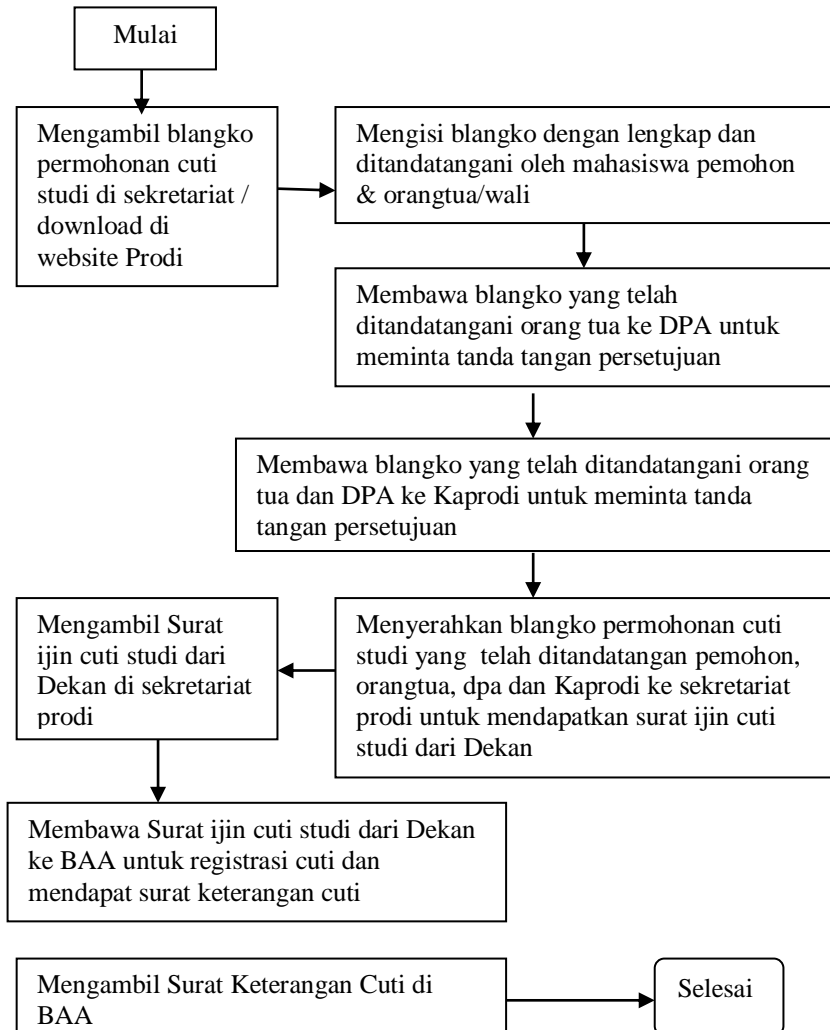 Mulai
Mengambil blangko
permohonan cuti
studi di sekretariat /
download di
website Prodi
Mengisi blangko dengan lengkap dan
ditandatangani oleh mahasiswa pemohon
& orangtua/wali
Membawa blangko yang telah
ditandatangani orang tua ke DPA untuk
meminta tanda tangan persetujuan
Membawa blangko yang telah ditandatangani orang
tua dan DPA ke Kaprodi untuk meminta tanda
tangan persetujuan
Menyerahkan blangko permohonan cuti
studi yang telah ditandatangan pemohon,
orangtua, dpa dan Kaprodi ke sekretariat
prodi untuk mendapatkan surat ijin cuti
studi dari Dekan
Mengambil Surat
ijin cuti studi dari
Dekan di sekretariat
prodi
Membawa Surat ijin cuti studi dari Dekan
ke BAA untuk registrasi cuti dan
mendapat surat keterangan cuti
Mengambil Surat Keterangan Cuti di
BAA
Selesai